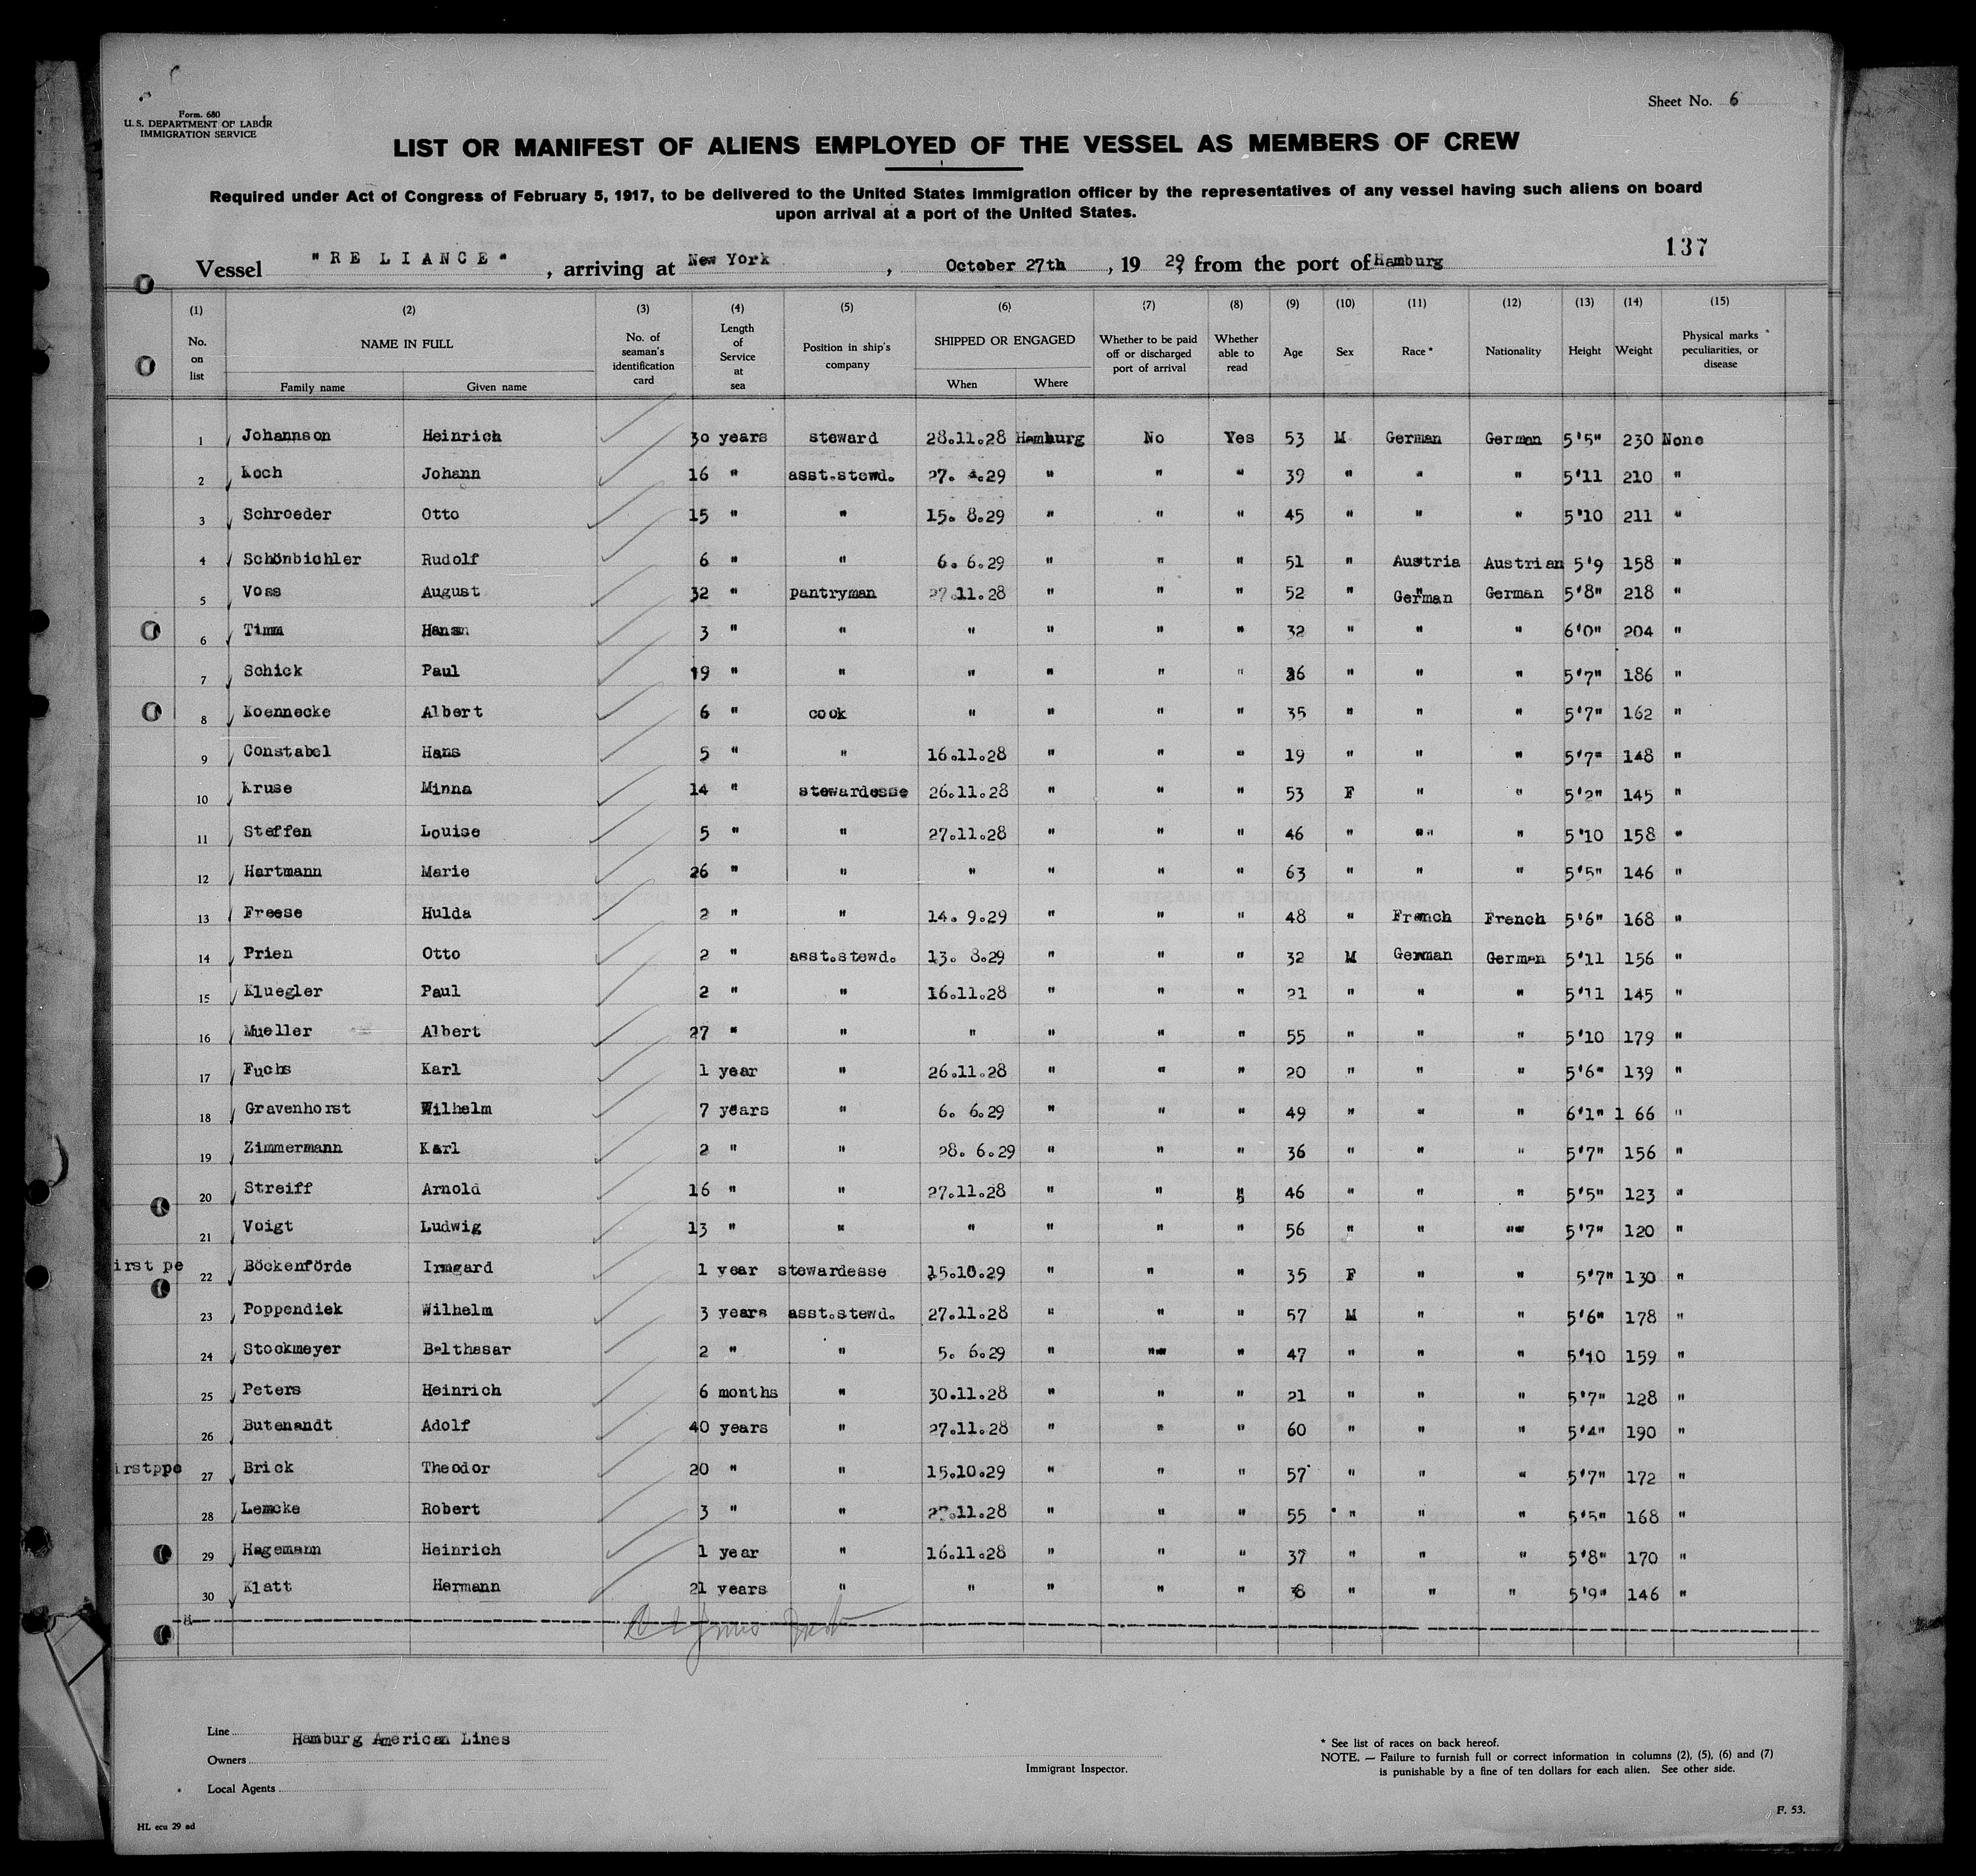 Form. 680
U. S. DEPARTMENT OF LABOR
IMMIGRATION SERVICE
Sheet No. 6
LIST OR MANIFEST OF ALIENS EMPLOYED OF THE VESSEL AS MEMBERS OF CREW
Required under Act of Congress of February 5, 1917, to be delivered to the United States immigration officer by the representatives of any vessel having such aliens on board
upon arrival at a port of the United States.
137
Vessel "RELIANCE", arriving at New York, October 27th, 1929, from the port of Hamburg
(1) (2) (3) (4) (5) (6) (7) (8) (9) (10) (11) (12) (13) (14) (15)
No. on list NAME IN FULL No. of seaman's identification card Length of Service at sea Position in ship's company SHIPPED OR ENGAGED Whether to be paid off or discharged port of arrival Whether able to read Age Sex Race* Nationality Height Weight Physical marks peculiarities, or disease
Family name Given name When Where
1 Johannson Heinrich 30 years steward 28.11.28 Hamburg No Yes 53 M German German 5'5" 230 None
2 Koch Johann 16 " asst.stewd. 27. 4.29 " " " 39 " " " 5'11 210 "
3 Schroeder Otto 15 " " 15. 8.29 " " " 45 " " " 5'10 211 "
4 Schönbichler Rudolf 6 " " 6. 6.29 " " " 51 " Austria Austrian 5'9 158 "
5 Voss August 32 " pantryman 27.11.28 " " " 52 " German German 5'8" 218 "
6 Timm Hans 3 " " " " " " 32 " " " 6'0" 204 "
7 Schick Paul 19 " " " " " " 36 " " " 5'7" 186 "
8 Koennecke Albert 6 " cook " " " " 35 " " " 5'7" 162 "
9 Constabel Hans 5 " " 16.11.28 " " " 19 " " " 5'7" 148 "
10 Kruse Minna 14 " stewardesse 26.11.28 " " " 53 F " " 5'2" 145 "
11 Steffen Louise 5 " " 27.11.28 " " " 46 " "" " 5'10 158 "
12 Hartmann Marie 26 " " " " " " 63 " " " 5'5" 146 "
13 Freese Hulda 2 " " 14. 9.29 " " " 48 " French French 5'6" 168 "
14 Prien Otto 2 " asst.stewd. 13. 8.29 " " " 32 M German German 5'11 156 "
15 Kluegler Paul 2 " " 16.11.28 " " " 21 " " " 5'11 145 "
16 Mueller Albert 27 " " " " " " 55 " " " 5'10 179 "
17 Fuchs Karl 1 year " 26.11.28 " " " 20 " " " 5'6" 139 "
18 Gravenhorst Wilhelm 7 years " 6. 6.29 " " " 49 " " " 6'1" 1 66 "
19 Zimmermann Karl 2 " " 28. 6.29 " " " 36 " " " 5'7" 156 "
20 Streiff Arnold 16 " " 27.11.28 " " " 46 " " " 5'5" 123 "
21 Voigt Ludwig 13 " " " " " " 56 " " "" 5'7" 120 "
irst pe 22 Böckenförde Irmgard 1 year stewardesse 15.10.29 " " " 35 F " " 5'7" 130 "
23 Poppendiek Wilhelm 3 years asst.stewd. 27.11.28 " " " 57 M " " 5'6" 178 "
24 Stockmeyer Balthasar 2 " " 5. 6.29 " "" " 47 " " " 5'10 159 "
25 Peters Heinrich 6 months " 30.11.28 " " " 21 " " " 5'7" 128 "
26 Butenandt Adolf 40 years " 27.11.28 " " " 60 " " " 5'4" 190 "
irstppe 27 Brick Theodor 20 " " 15.10.29 " " " 57 " " " 5'7" 172 "
28 Lemcke Robert 3 " " 27.11.28 " " " 55 " " " 5'5" 168 "
29 Hagemann Heinrich 1 year " 16.11.28 " " " 37 " " " 5'8" 170 "
30 Klatt Hermann 21 years " " " " " " " " 5'9" 146 "
Line Hamburg American Lines
Owners
Local Agents
Immigrant Inspector.
* See list of races on back hereof.
NOTE. — Failure to furnish full or correct information in columns (2), (5), (6) and (7)
is punishable by a fine of ten dollars for each alien. See other side.
HL ecu 29 ad
F. 53.